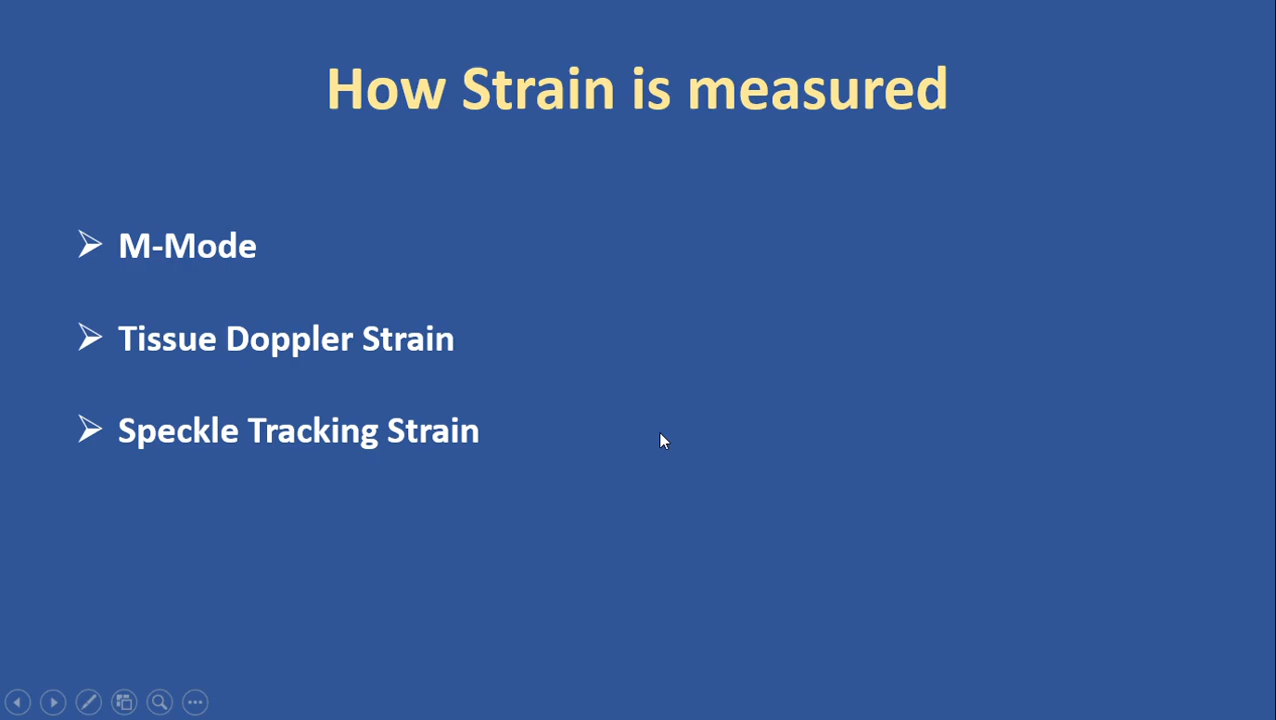 How Strain is measured
M-Mode
Tissue Doppler Strain
Speckle Tracking Strain